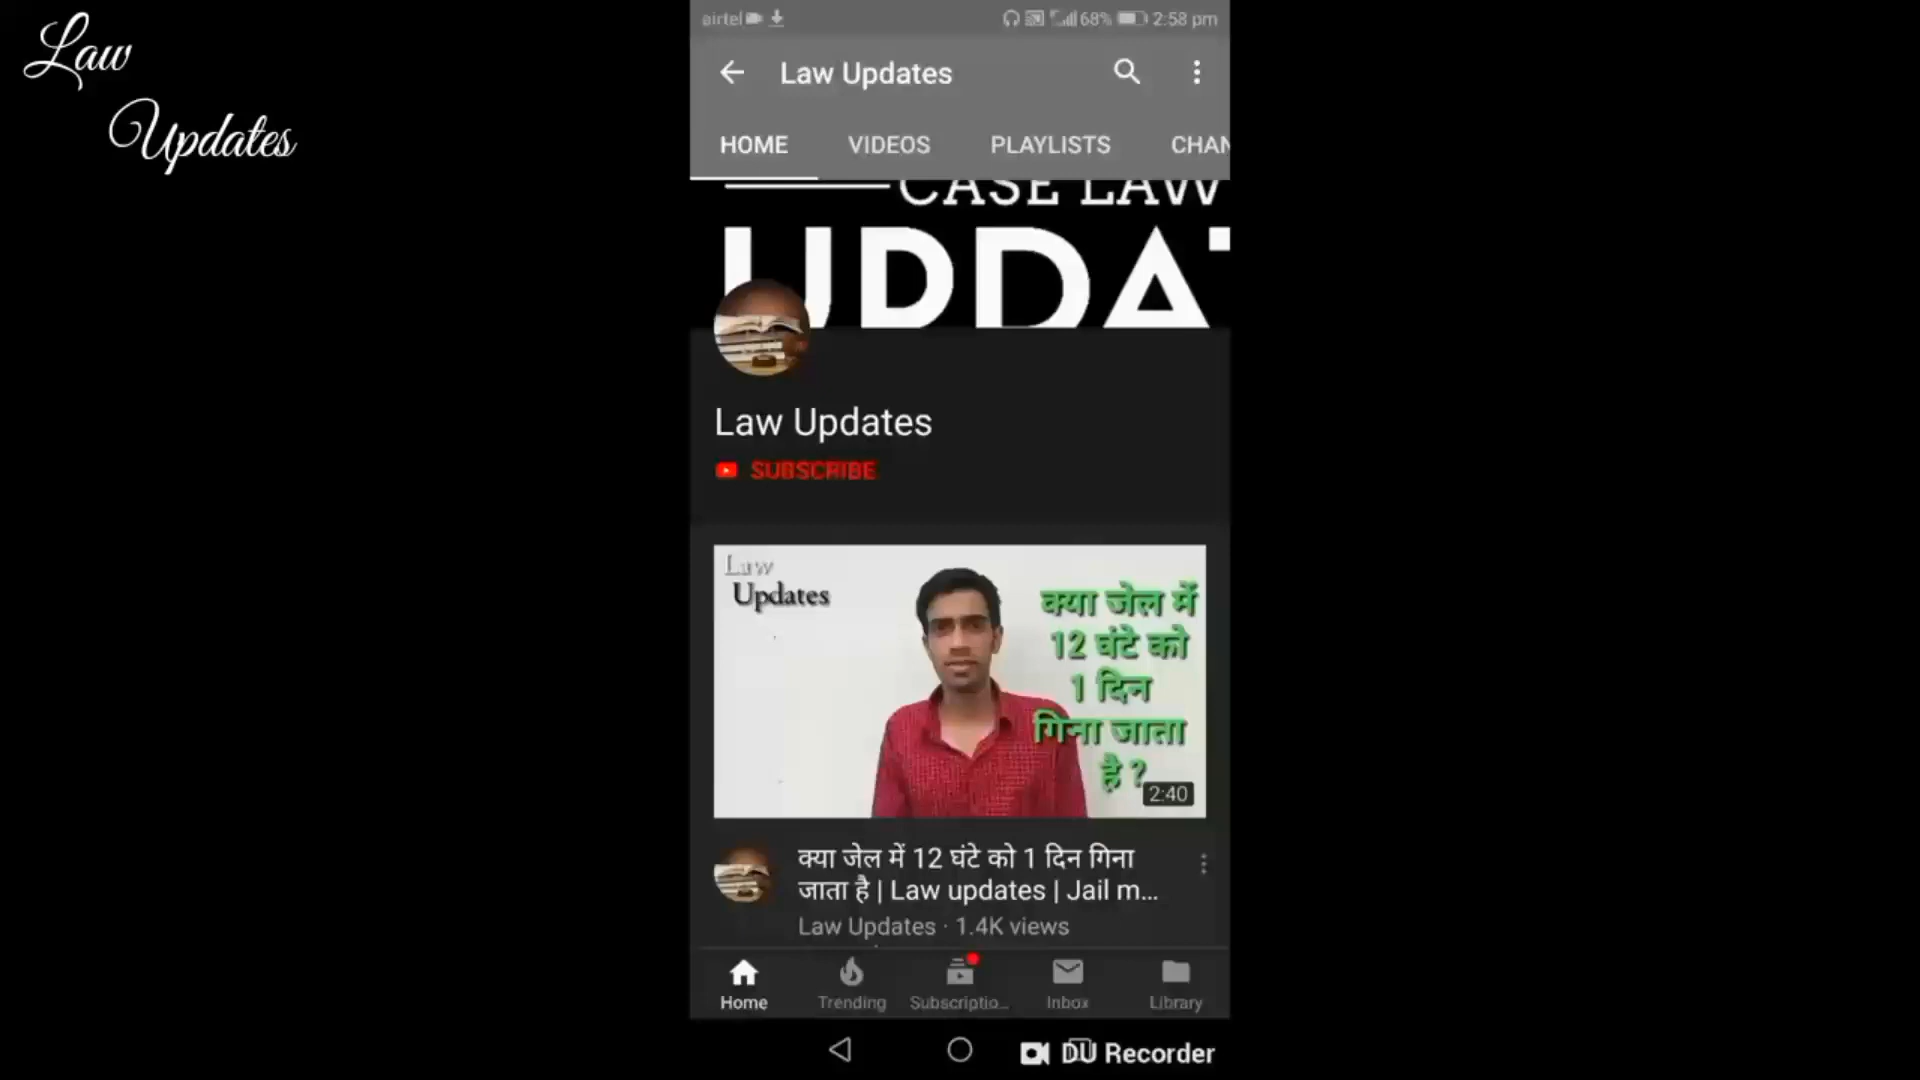 Law
Updates
airtel
68% 2:58 pm
Law Updates
HOME VIDEOS PLAYLISTS CHAN
CASE LAW
UPDAT
Law Updates
SUBSCRIBE
Law
Updates
क्या जेल में
12 घंटे को
1 दिन
गिना जाता
है ?
2:40
क्या जेल में 12 घंटे को 1 दिन गिना
जाता है | Law updates | Jail m...
Law Updates · 1.4K views
Home Trending Subscriptio... Inbox Library
DU Recorder